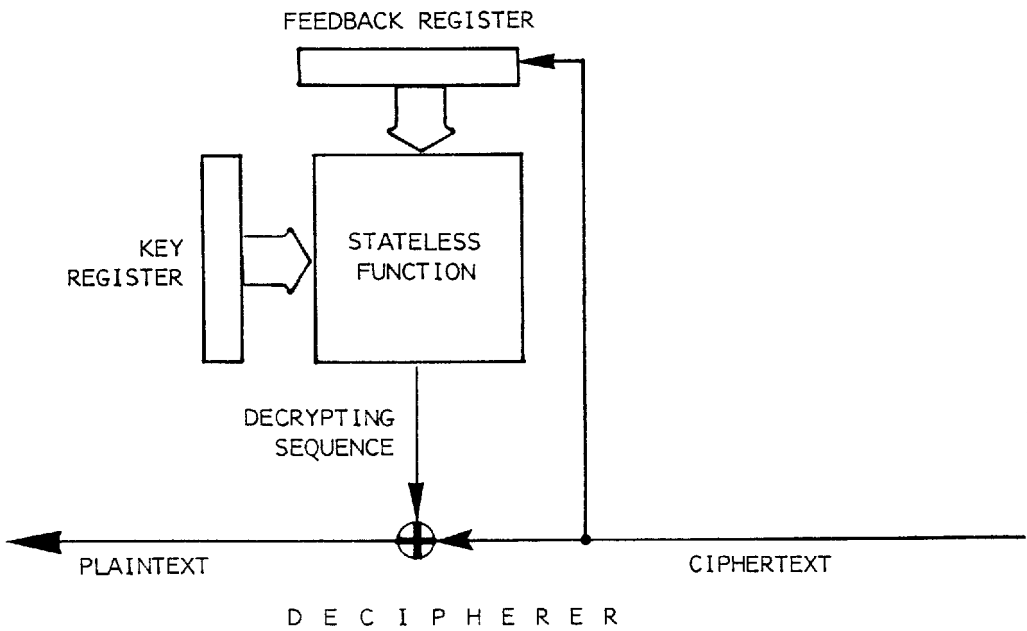 FEEDBACK REGISTER
KEY
REGISTER
STATELESS
FUNCTION
DECRYPTING
SEQUENCE
PLAINTEXT
CIPHERTEXT
D E C I P H E R E R